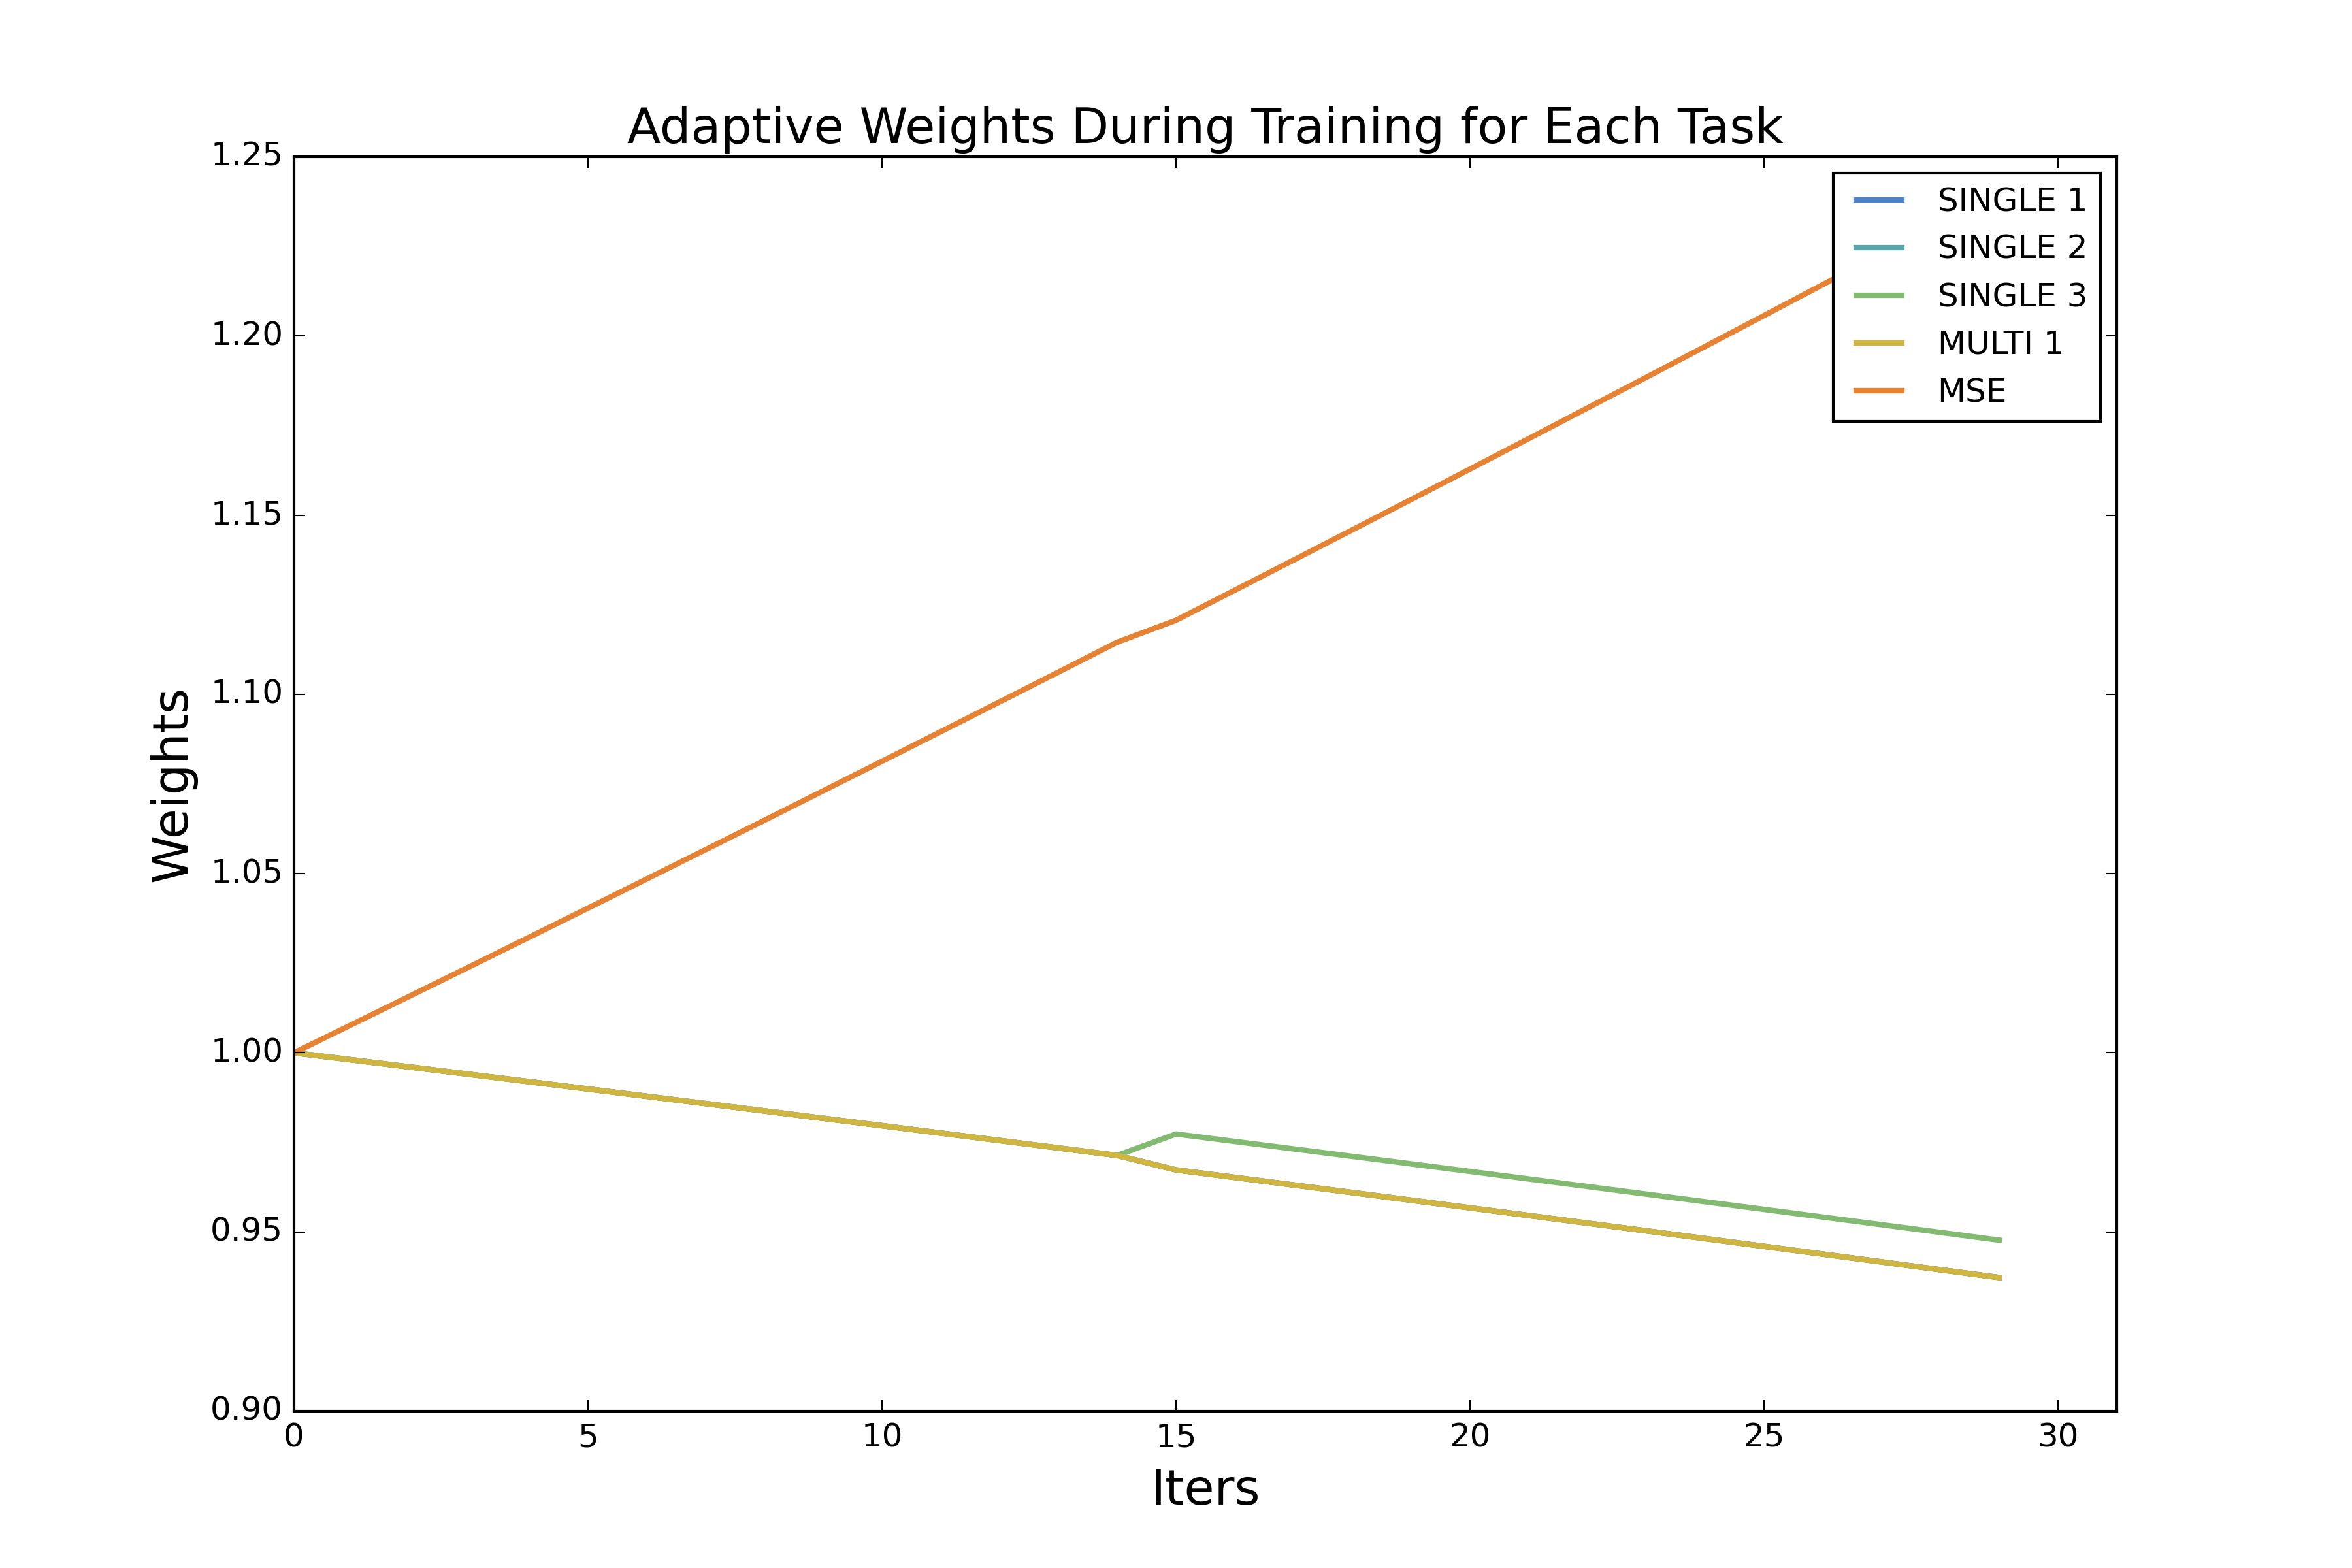 Adaptive Weights During Training for Each Task
1.25
1.20
1.15
1.10
1.05
1.00
0.95
0.90
Weights
SINGLE 1
SINGLE 2
SINGLE 3
MULTI 1
MSE
0 5 10 15 20 25 30
Iters